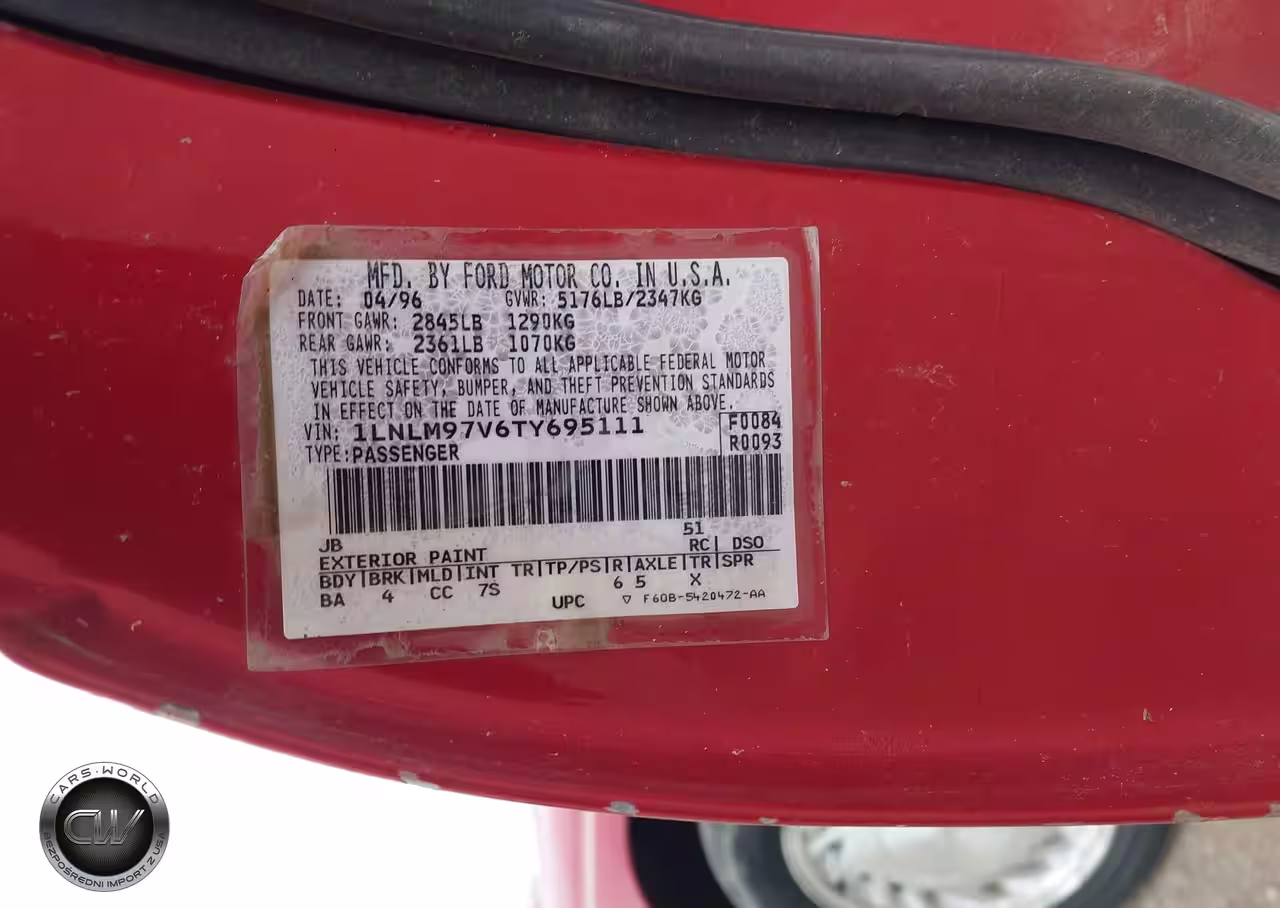 MFD. BY FORD MOTOR CO. IN U.S.A.
DATE: 04/96 GVWR: 5176LB/2347KG
FRONT GAWR: 2845LB 1290KG
REAR GAWR: 2361LB 1070KG
THIS VEHICLE CONFORMS TO ALL APPLICABLE FEDERAL MOTOR
VEHICLE SAFETY, BUMPER, AND THEFT PREVENTION STANDARDS
IN EFFECT ON THE DATE OF MANUFACTURE SHOWN ABOVE.
VIN: 1LNLM97V6TY695111 F0084
TYPE: PASSENGER R0093
JB 51
EXTERIOR PAINT RC| DSO
BDY|BRK|MLD|INT TR|TP/PS|R|AXLE|TR|SPR
BA 4 CC 7S 6 5 X
UPC ▽ F60B-5420472-AA
CARS·WORLD
CW
BEZPOŚREDNI IMPORT Z USA